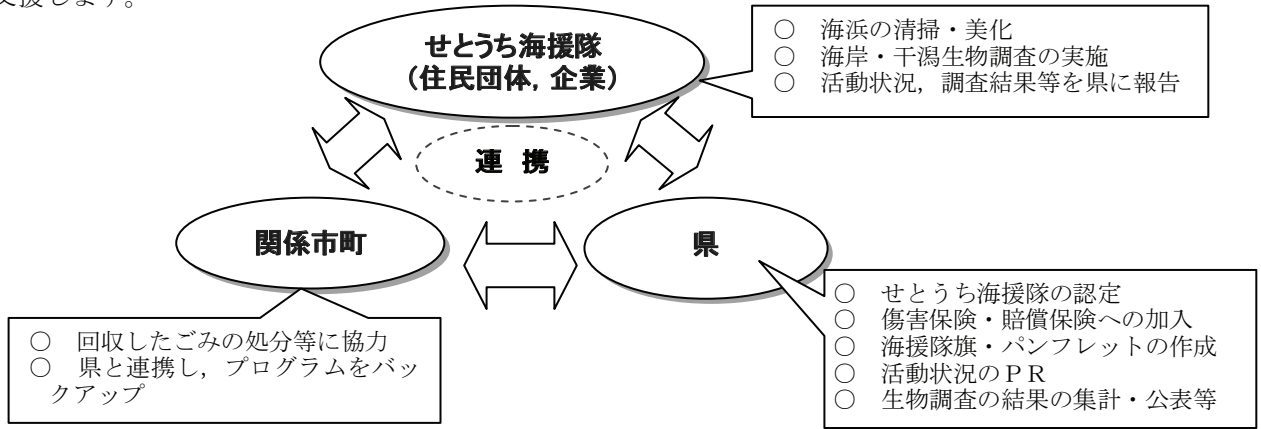 支援します。
せとうち海援隊
（住民団体，企業）
○　海浜の清掃・美化
○　海岸・干潟生物調査の実施
○　活動状況，調査結果等を県に報告
連 携
関係市町
県
○　回収したごみの処分等に協力
○　県と連携し，プログラムをバッ
クアップ
○　せとうち海援隊の認定
○　傷害保険・賠償保険への加入
○　海援隊旗・パンフレットの作成
○　活動状況のＰＲ
○　生物調査の結果の集計・公表等